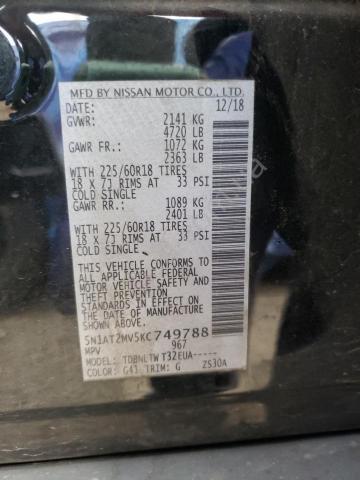 MFD BY NISSAN MOTOR CO., LTD.
DATE: 12/18
GVWR: 2141 KG
4720 LB
GAWR FR.: 1072 KG
2363 LB
WITH 225/60R18 TIRES
18 X 7J RIMS AT 33 PSI
COLD SINGLE
GAWR RR.: 1089 KG
2401 LB
WITH 225/60R18 TIRES
18 X 7J RIMS AT 33 PSI
COLD SINGLE
THIS VEHICLE CONFORMS TO
ALL APPLICABLE FEDERAL
MOTOR VEHICLE SAFETY AND
THEFT PREVENTION
STANDARDS IN EFFECT ON
THE DATE OF MANUFACTURE
SHOWN ABOVE.
5N1AT2MV5KC749788
MPV 967
MODEL: TDBNLTW T32EUA-----
COLOR: G41 TRIM: G ZS30A